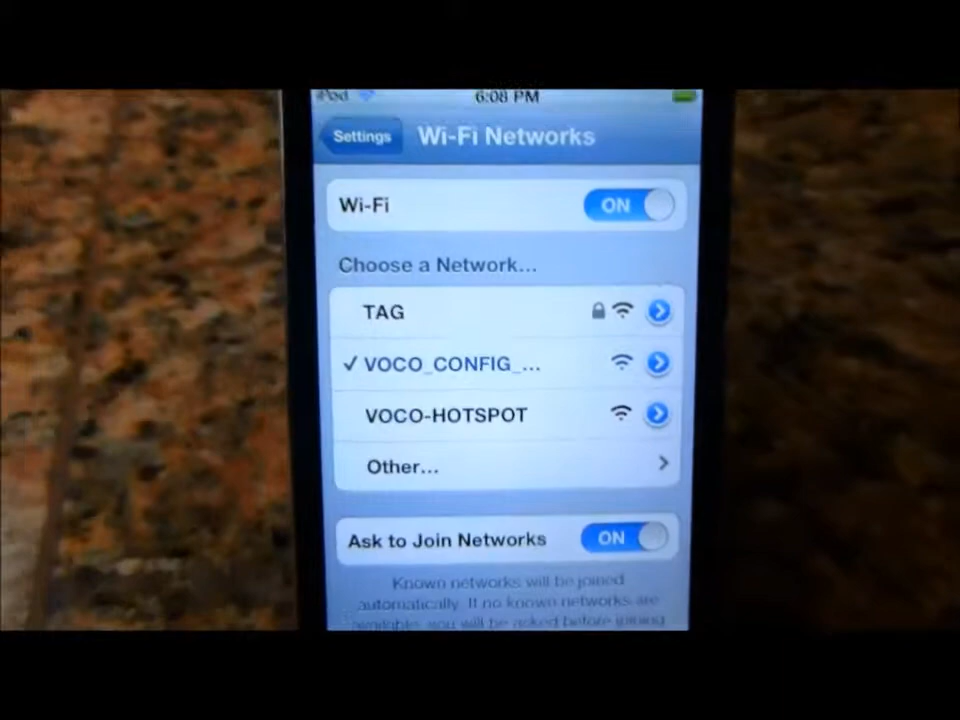 iPod 6:08 PM
Settings Wi-Fi Networks
Wi-Fi ON
Choose a Network...
TAG
✓ VOCO_CONFIG_...
VOCO-HOTSPOT
Other...
Ask to Join Networks ON
Known networks will be joined
automatically. If no known networks are
available, you will be asked before joining